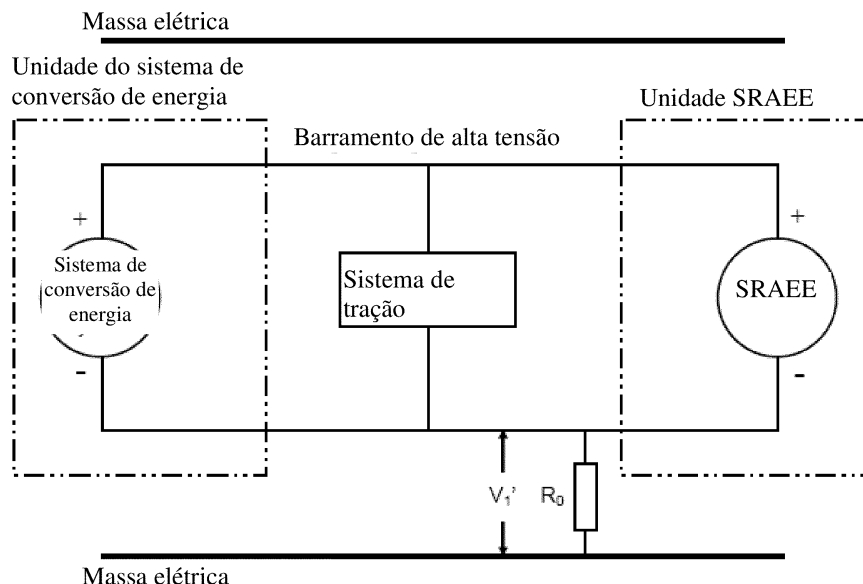 Massa elétrica
Unidade do sistema de
conversão de energia
Unidade SRAEE
Barramento de alta tensão
+
+
Sistema de
conversão de
energia
Sistema de
tração
SRAEE
-
-
V₁’
R₀
Massa elétrica